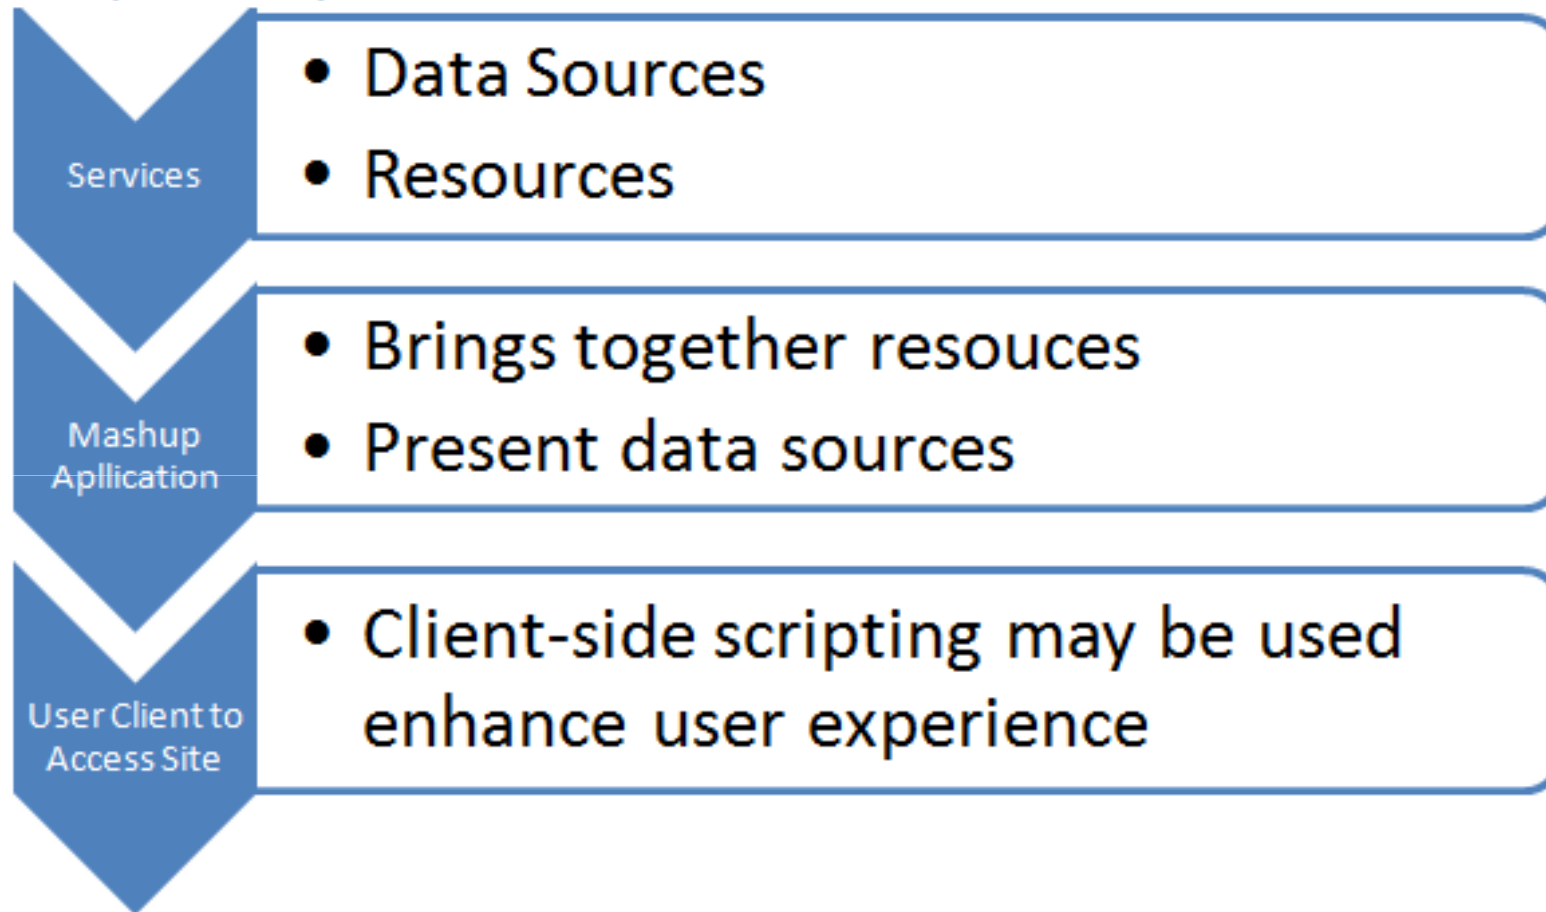 Services
• Data Sources
• Resources
Mashup
Apllication
• Brings together resouces
• Present data sources
User Client to
Access Site
• Client-side scripting may be used
enhance user experience